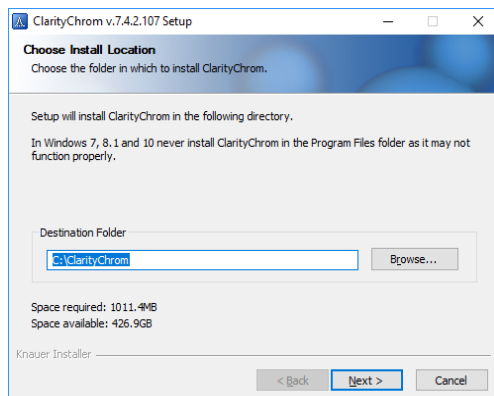 ClarityChrom v.7.4.2.107 Setup
Choose Install Location
Choose the folder in which to install ClarityChrom.
Setup will install ClarityChrom in the following directory.
In Windows 7, 8.1 and 10 never install ClarityChrom in the Program Files folder as it may not
function properly.
Destination Folder
C:\ClarityChrom
Browse...
Space required: 1011.4MB
Space available: 426.9GB
Knauer Installer
< Back Next > Cancel